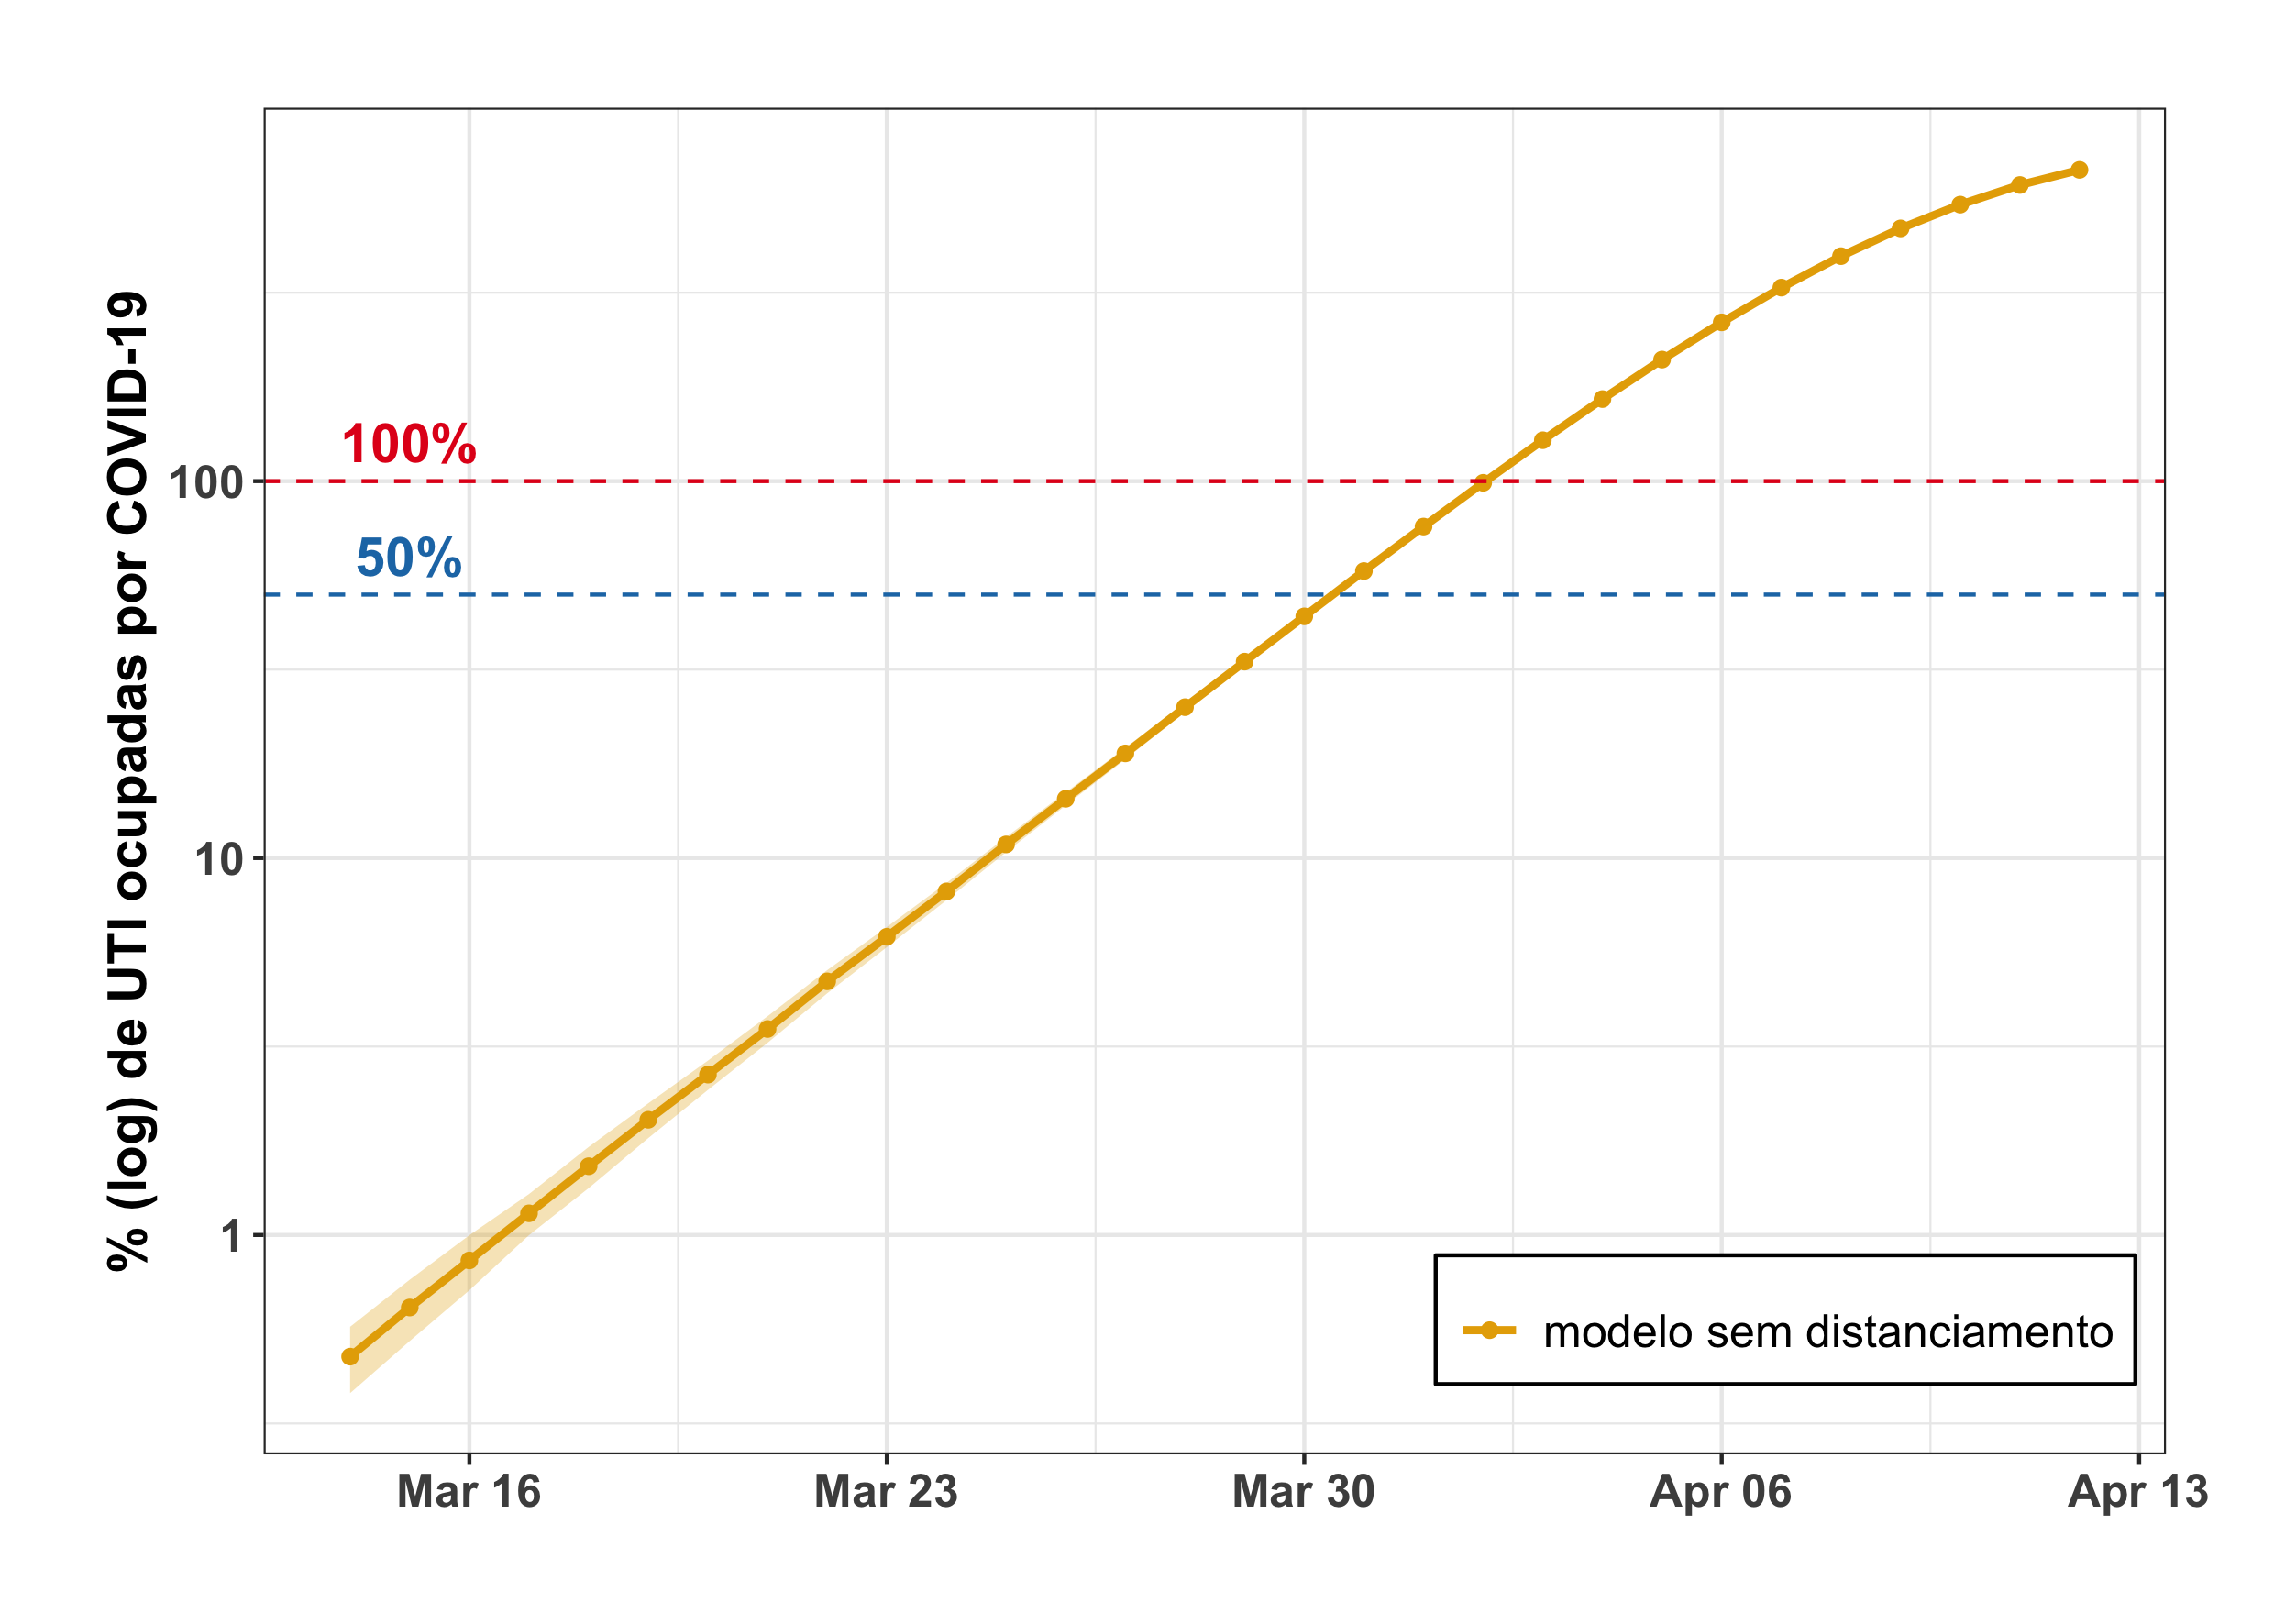 % (log) de UTI ocupadas por COVID-19
100%
100
50%
10
1
modelo sem distanciamento
Mar 16
Mar 23
Mar 30
Apr 06
Apr 13